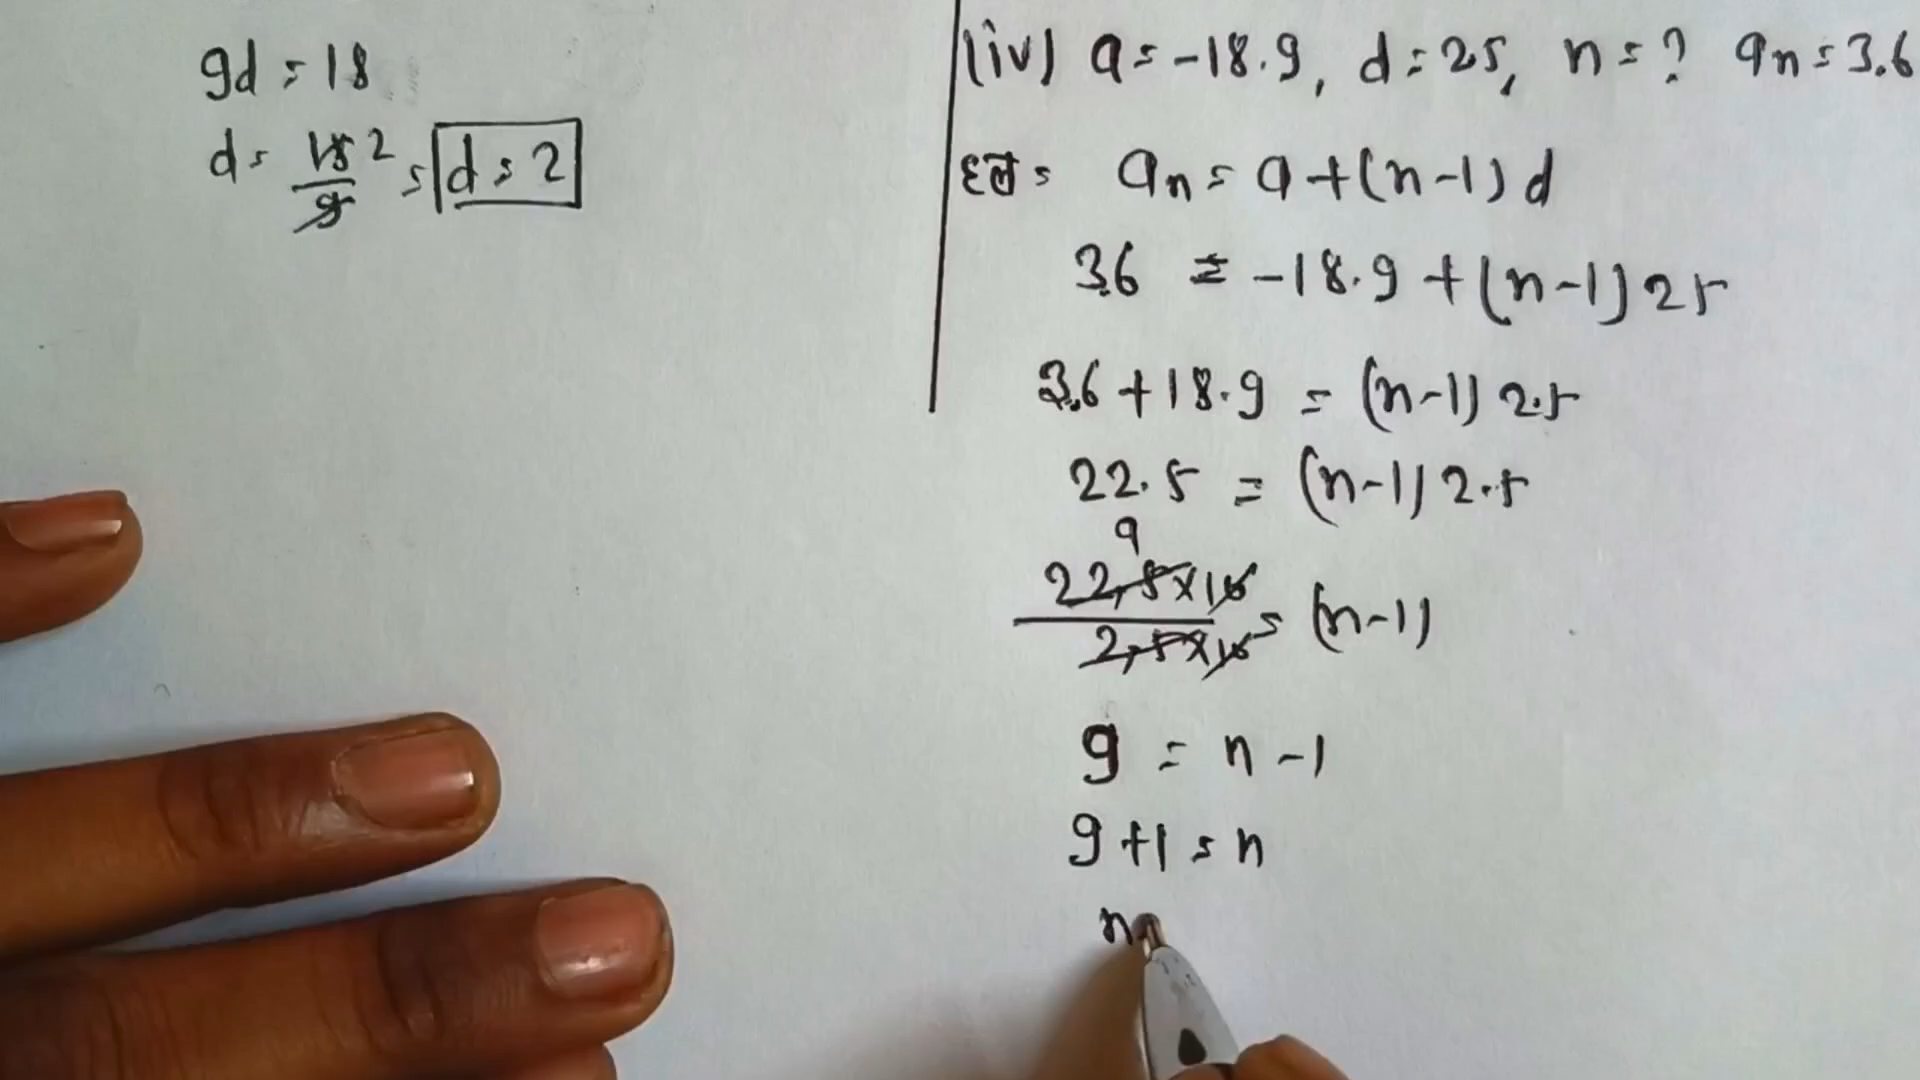 9d = 18
d = 18/9 2 = d = 2
(iv) a = -18.9, d = 2.5, n = ? an = 3.6
हल = an = a + (n-1) d
3.6 = -18.9 + (n-1) 25
3.6 + 18.9 = (n-1) 2.5
22.5 = (n-1) 2.5
9
22.5×10/2.5×10 = (n-1)
9 = n - 1
9 + 1 = n
n